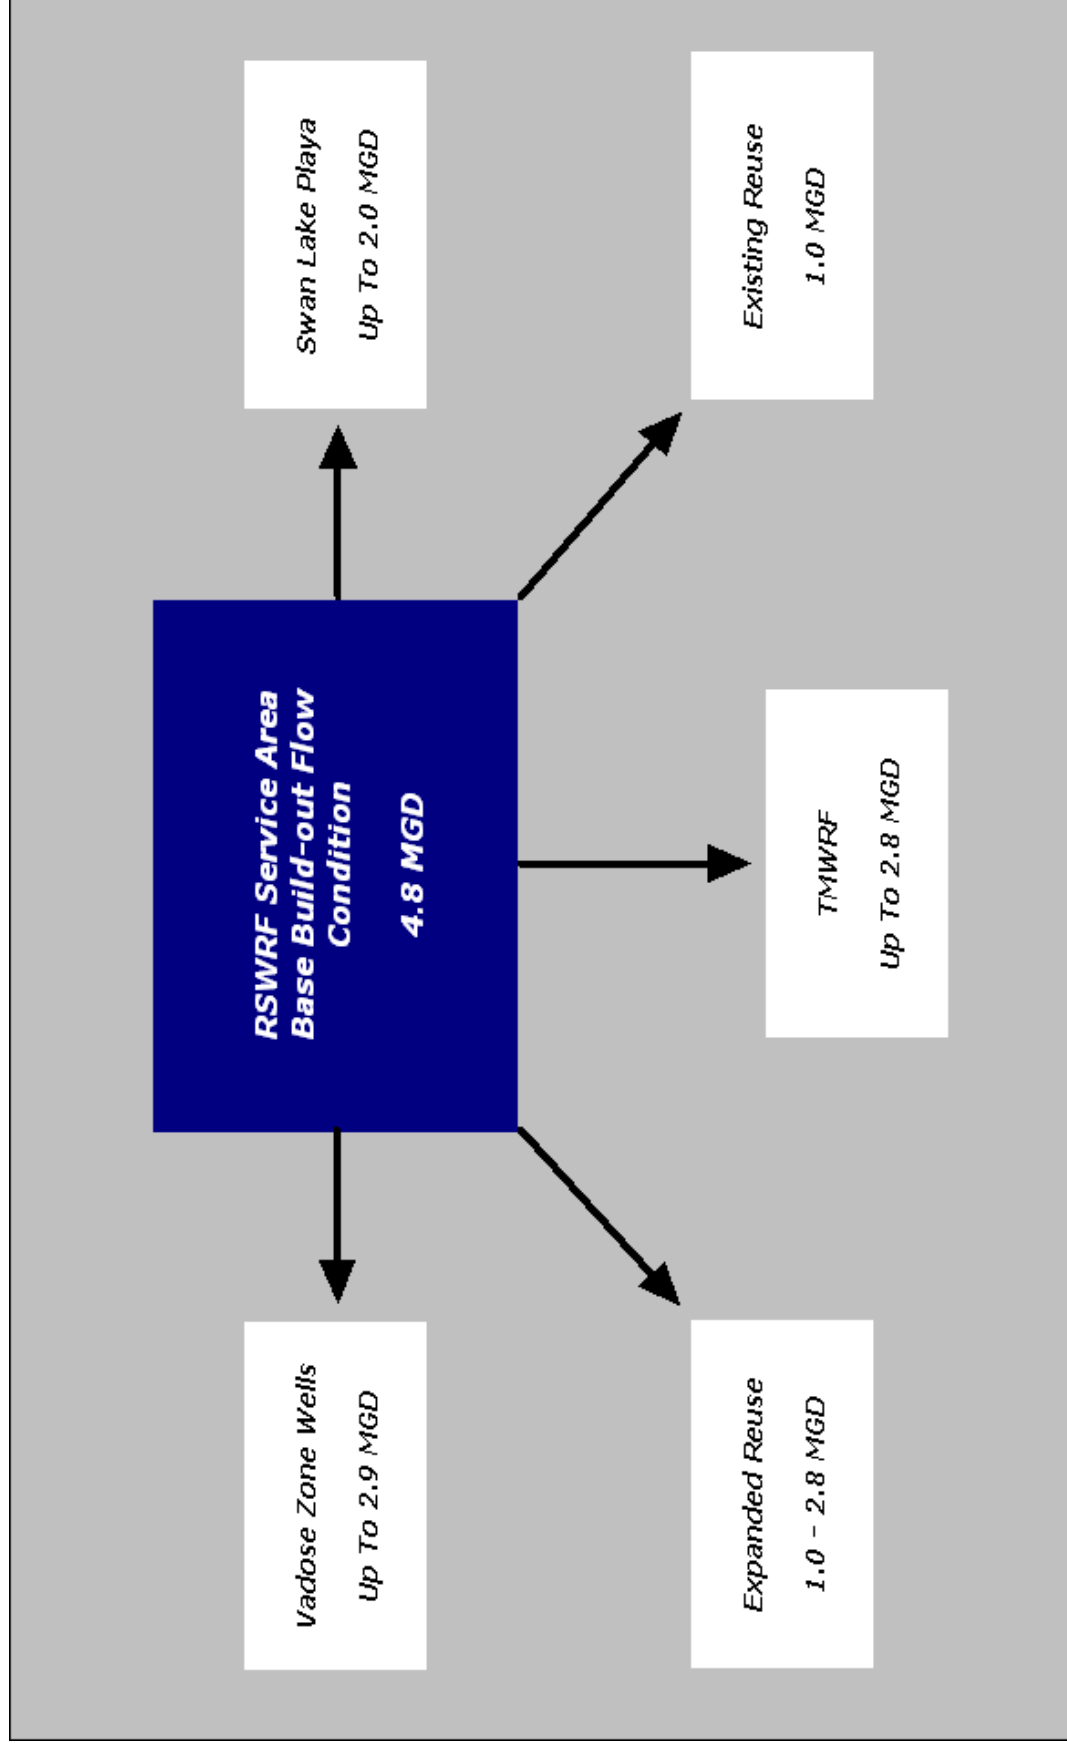 RSWRF Service Area
Base Build-out Flow
Condition
4.8 MGD
Vadose Zone Wells
Up To 2.9 MGD
Swan Lake Playa
Up To 2.0 MGD
Expanded Reuse
1.0 - 2.8 MGD
TMWRF
Up To 2.8 MGD
Existing Reuse
1.0 MGD